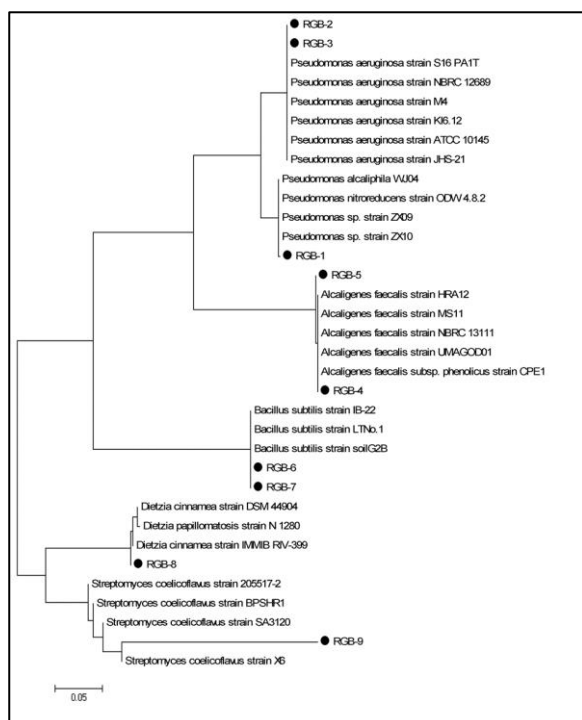 RGB-2
RGB-3
Pseudomonas aeruginosa strain S16 PA1T
Pseudomonas aeruginosa strain NBRC 12689
Pseudomonas aeruginosa strain M4
Pseudomonas aeruginosa strain KI6.12
Pseudomonas aeruginosa strain ATCC 10145
Pseudomonas aeruginosa strain JHS-21
Pseudomonas alcaliphila WJ04
Pseudomonas nitroreducens strain ODW 4.8.2
Pseudomonas sp. strain ZX09
Pseudomonas sp. strain ZX10
RGB-1
RGB-5
Alcaligenes faecalis strain HRA12
Alcaligenes faecalis strain MS11
Alcaligenes faecalis strain NBRC 13111
Alcaligenes faecalis strain UMAGOD01
Alcaligenes faecalis subsp. phenolicus strain CPE1
RGB-4
Bacillus subtilis strain IB-22
Bacillus subtilis strain LTNo.1
Bacillus subtilis strain soilG2B
RGB-6
RGB-7
Dietzia cinnamea strain DSM 44904
Dietzia papillomatosis strain N 1280
Dietzia cinnamea strain IMMIB RIV-399
RGB-8
Streptomyces coelicoflavus strain 205517-2
Streptomyces coelicoflavus strain BPSHR1
Streptomyces coelicoflavus strain SA3120
RGB-9
Streptomyces coelicoflavus strain X6
0.05